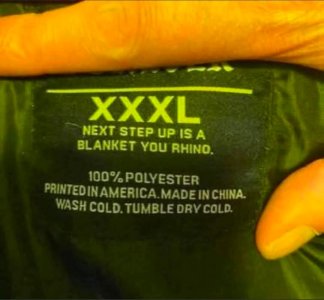 XXXL
NEXT STEP UP IS A
BLANKET YOU RHINO.
100% POLYESTER
PRINTED IN AMERICA. MADE IN CHINA.
WASH COLD. TUMBLE DRY COLD.